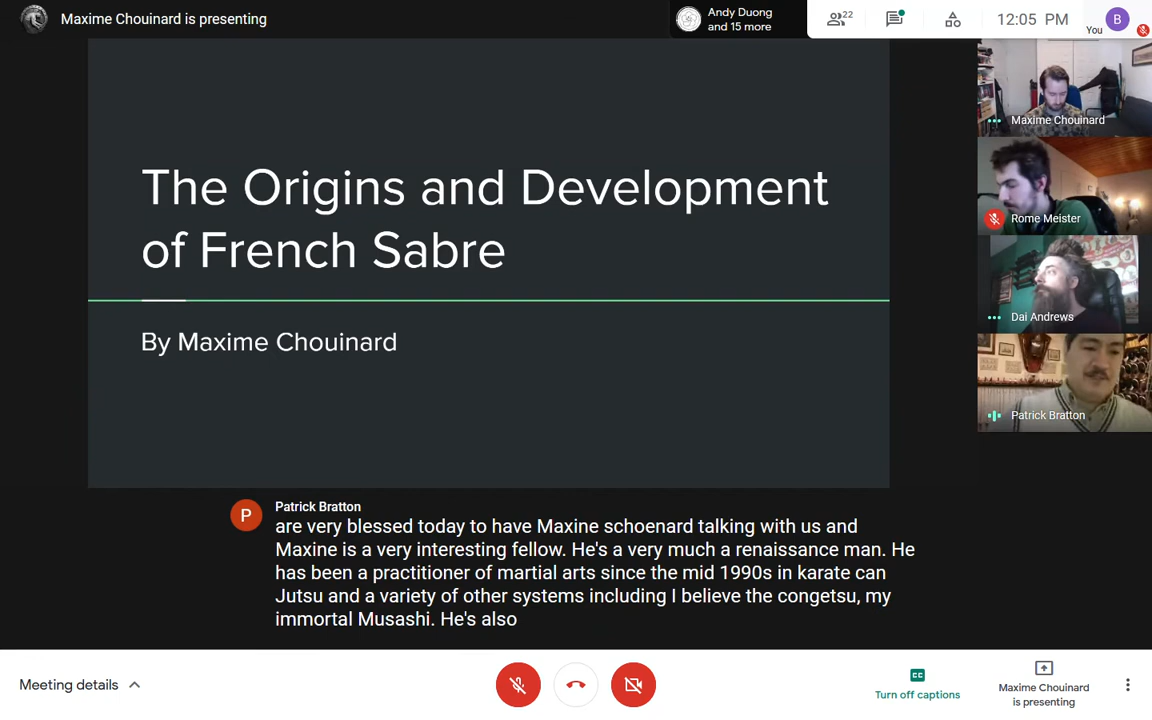 Maxime Chouinard is presenting
Andy Duong
and 15 more
22
12:05 PM
You
B
The Origins and Development
of French Sabre
By Maxime Chouinard
Maxime Chouinard
Rome Meister
Dai Andrews
Patrick Bratton
P
Patrick Bratton
are very blessed today to have Maxine schoenard talking with us and
Maxine is a very interesting fellow. He's a very much a renaissance man. He
has been a practitioner of martial arts since the mid 1990s in karate can
Jutsu and a variety of other systems including I believe the congetsu, my
immortal Musashi. He's also
Meeting details
CC
Turn off captions
Maxime Chouinard
is presenting